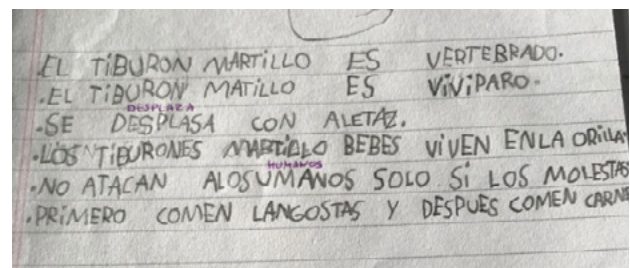 .EL TIBURON MARTILLO ES VERTEBRADO.
.EL TIBURON MATILLO ES VIVIPARO.
DESPLAZA
.SE DESPLASA CON ALETAZ.
.LOS TIBURONES MARTILLO BEBES VIVEN ENLA ORILLA
HUMANOS
.NO ATACAN ALOSUMANOS SOLO SI LOS MOLESTAS
.PRIMERO COMEN LANGOSTAS Y DESPUES COMEN CARNE